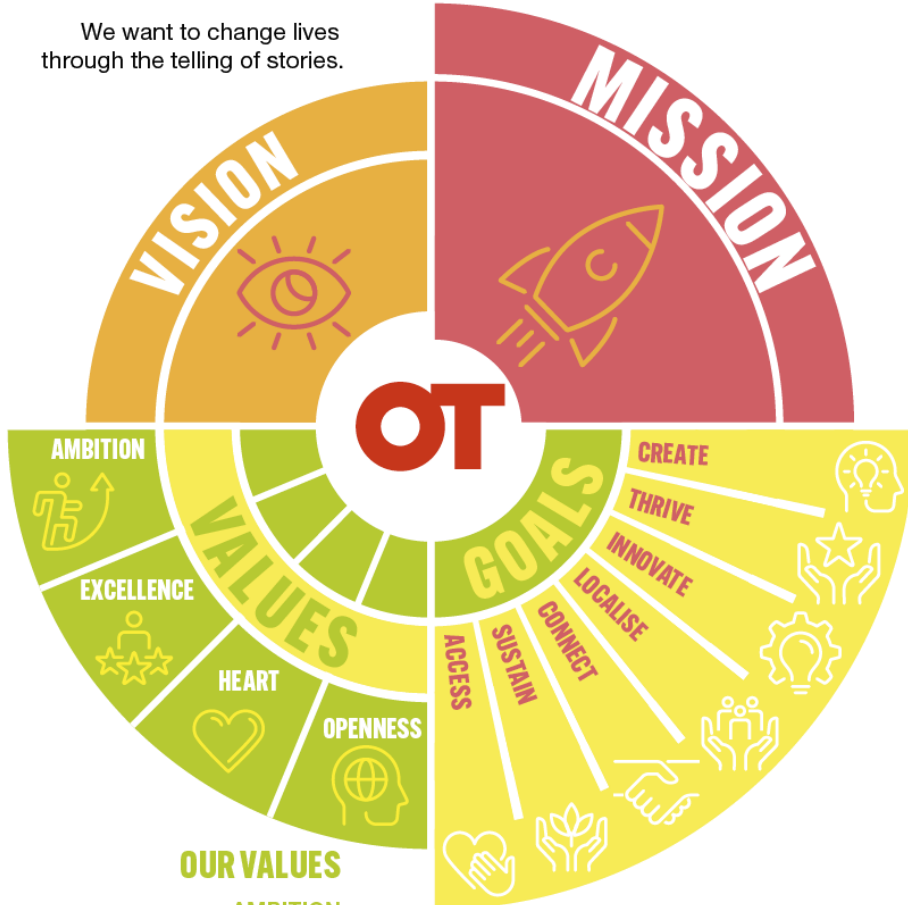 We want to change lives
through the telling of stories.
VISION
MISSION
OT
AMBITION
EXCELLENCE
HEART
OPENNESS
VALUES
GOALS
CREATE
THRIVE
INNOVATE
LOCALISE
CONNECT
SUSTAIN
ACCESS
OUR VALUES
AMBITION